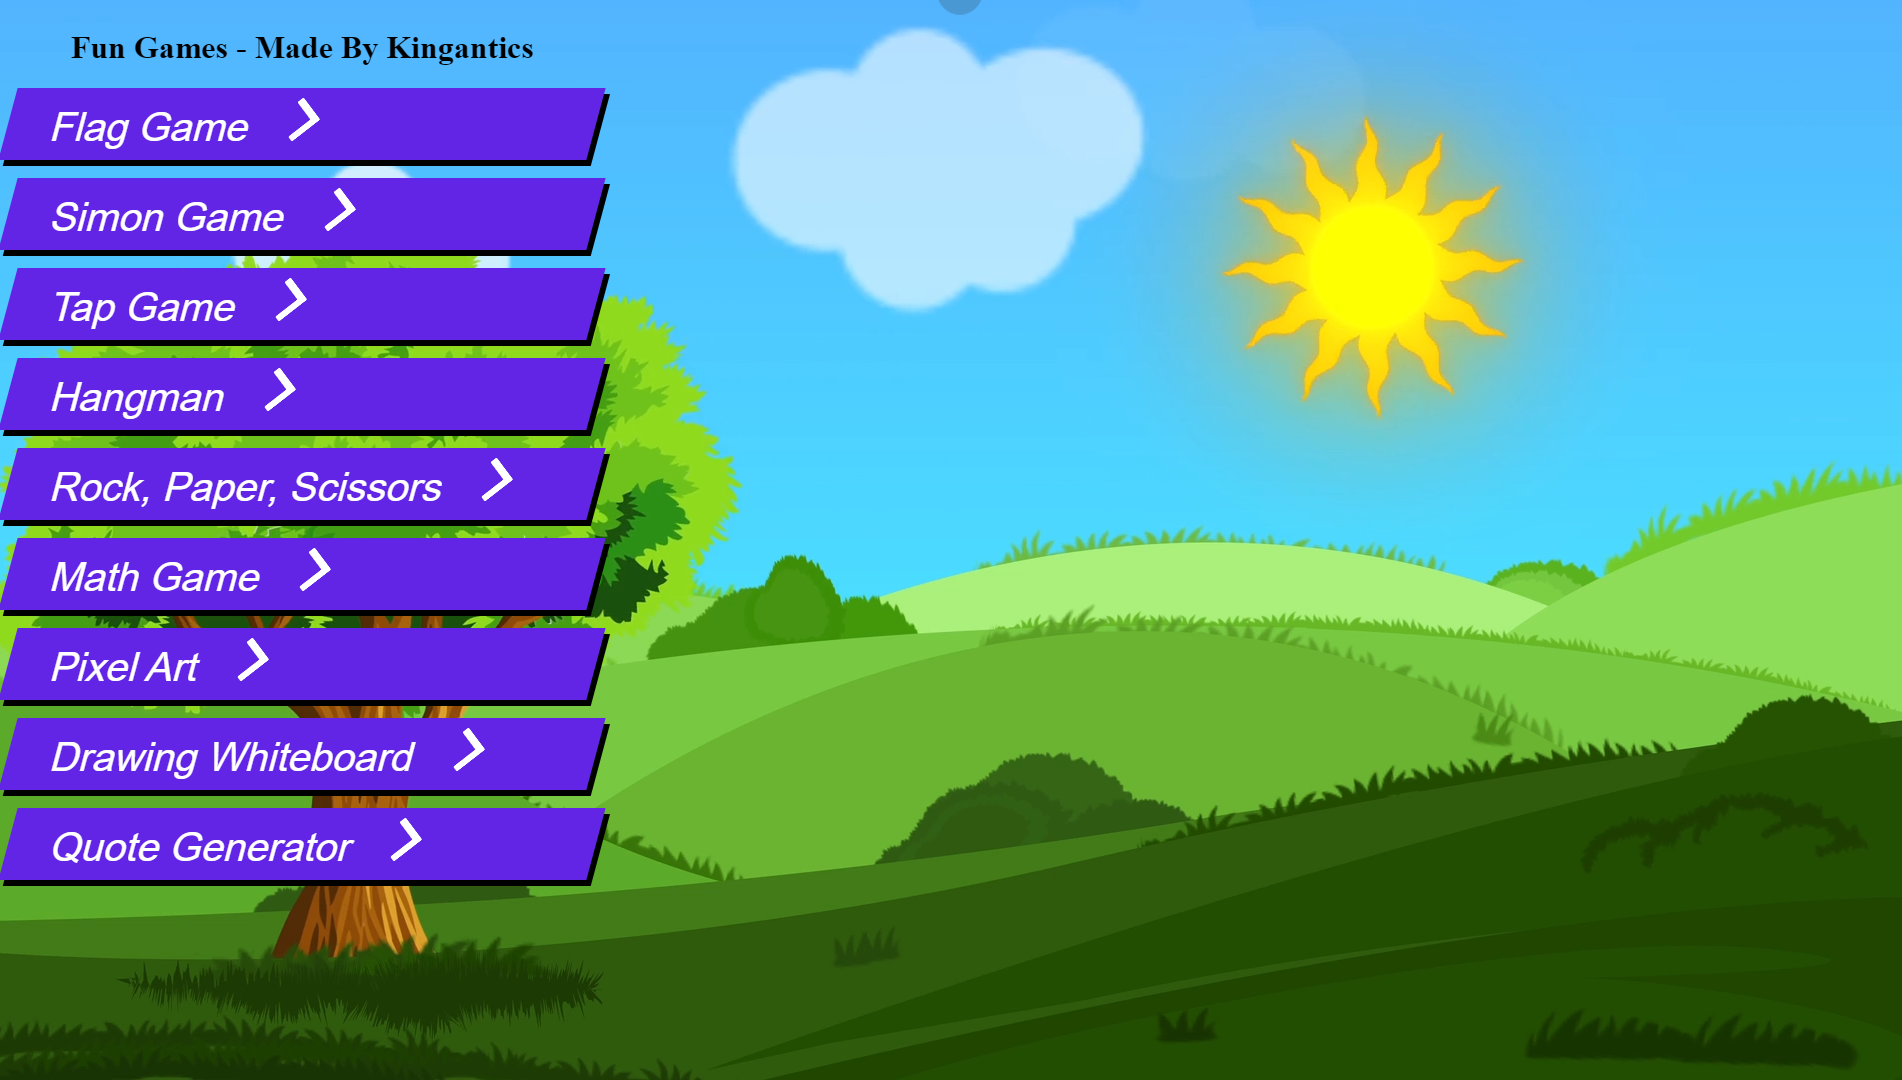 Fun Games - Made By Kingantics
Flag Game
Simon Game
Tap Game
Hangman
Rock, Paper, Scissors
Math Game
Pixel Art
Drawing Whiteboard
Quote Generator